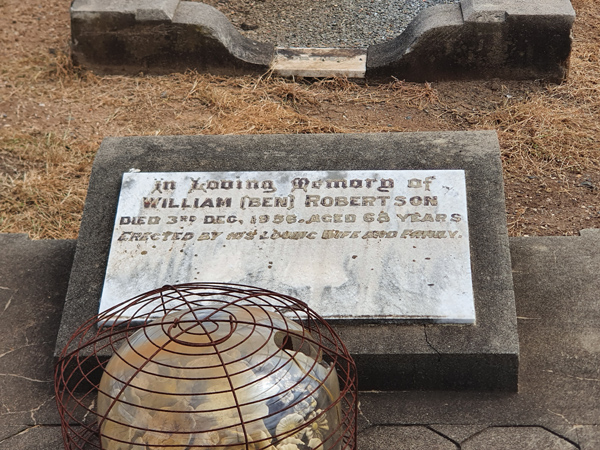 In Loving Memory of
WILLIAM (BEN) ROBERTSON
DIED 3RD DEC, 1956. AGED 68 YEARS
ERECTED BY HIS LOVING WIFE AND FAMILY.